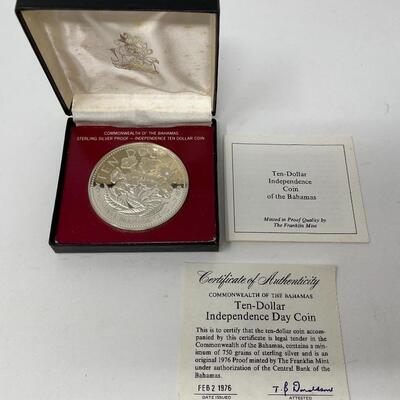 COMMONWEALTH OF THE BAHAMAS
STERLING SILVER PROOF — INDEPENDENCE TEN DOLLAR COIN
TEN
Ten-Dollar
Independence
Coin
of the Bahamas
Minted in Proof Quality by
The Franklin Mint
Certificate of Authenticity
COMMONWEALTH OF THE BAHAMAS
Ten-Dollar
Independence Day Coin
This is to certify that the ten-dollar coin accom-
panied by this certificate is legal tender in the
Commonwealth of the Bahamas, contains a min-
imum of 750 grains of sterling silver and is an
original 1976 Proof minted by The Franklin Mint
under authorization of the Central Bank of the
Bahamas.
FEB 2 1976
T B Donaldson
DATE ISSUED
ATTESTED